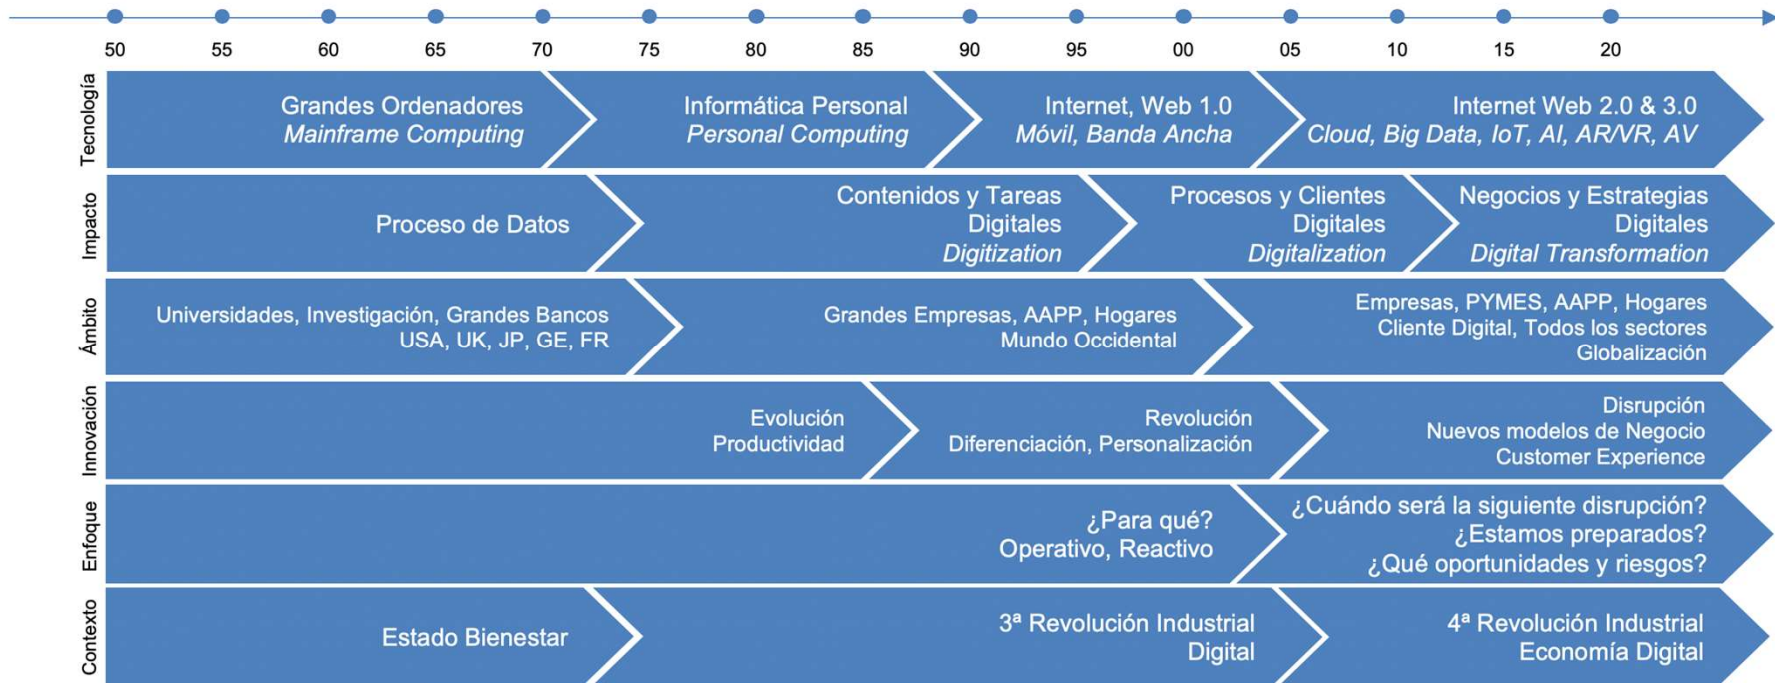 50 55 60 65 70 75 80 85 90 95 00 05 10 15 20
Tecnología
Grandes Ordenadores
Mainframe Computing
Informática Personal
Personal Computing
Internet, Web 1.0
Móvil, Banda Ancha
Internet Web 2.0 & 3.0
Cloud, Big Data, IoT, AI, AR/VR, AV
Impacto
Proceso de Datos
Contenidos y Tareas
Digitales
Digitization
Procesos y Clientes
Digitales
Digitalization
Negocios y Estrategias
Digitales
Digital Transformation
Ámbito
Universidades, Investigación, Grandes Bancos
USA, UK, JP, GE, FR
Grandes Empresas, AAPP, Hogares
Mundo Occidental
Empresas, PYMES, AAPP, Hogares
Cliente Digital, Todos los sectores
Globalización
Innovación
Evolución
Productividad
Revolución
Diferenciación, Personalización
Disrupción
Nuevos modelos de Negocio
Customer Experience
Enfoque
¿Para qué?
Operativo, Reactivo
¿Cuándo será la siguiente disrupción?
¿Estamos preparados?
¿Qué oportunidades y riesgos?
Contexto
Estado Bienestar
3ª Revolución Industrial
Digital
4ª Revolución Industrial
Economía Digital